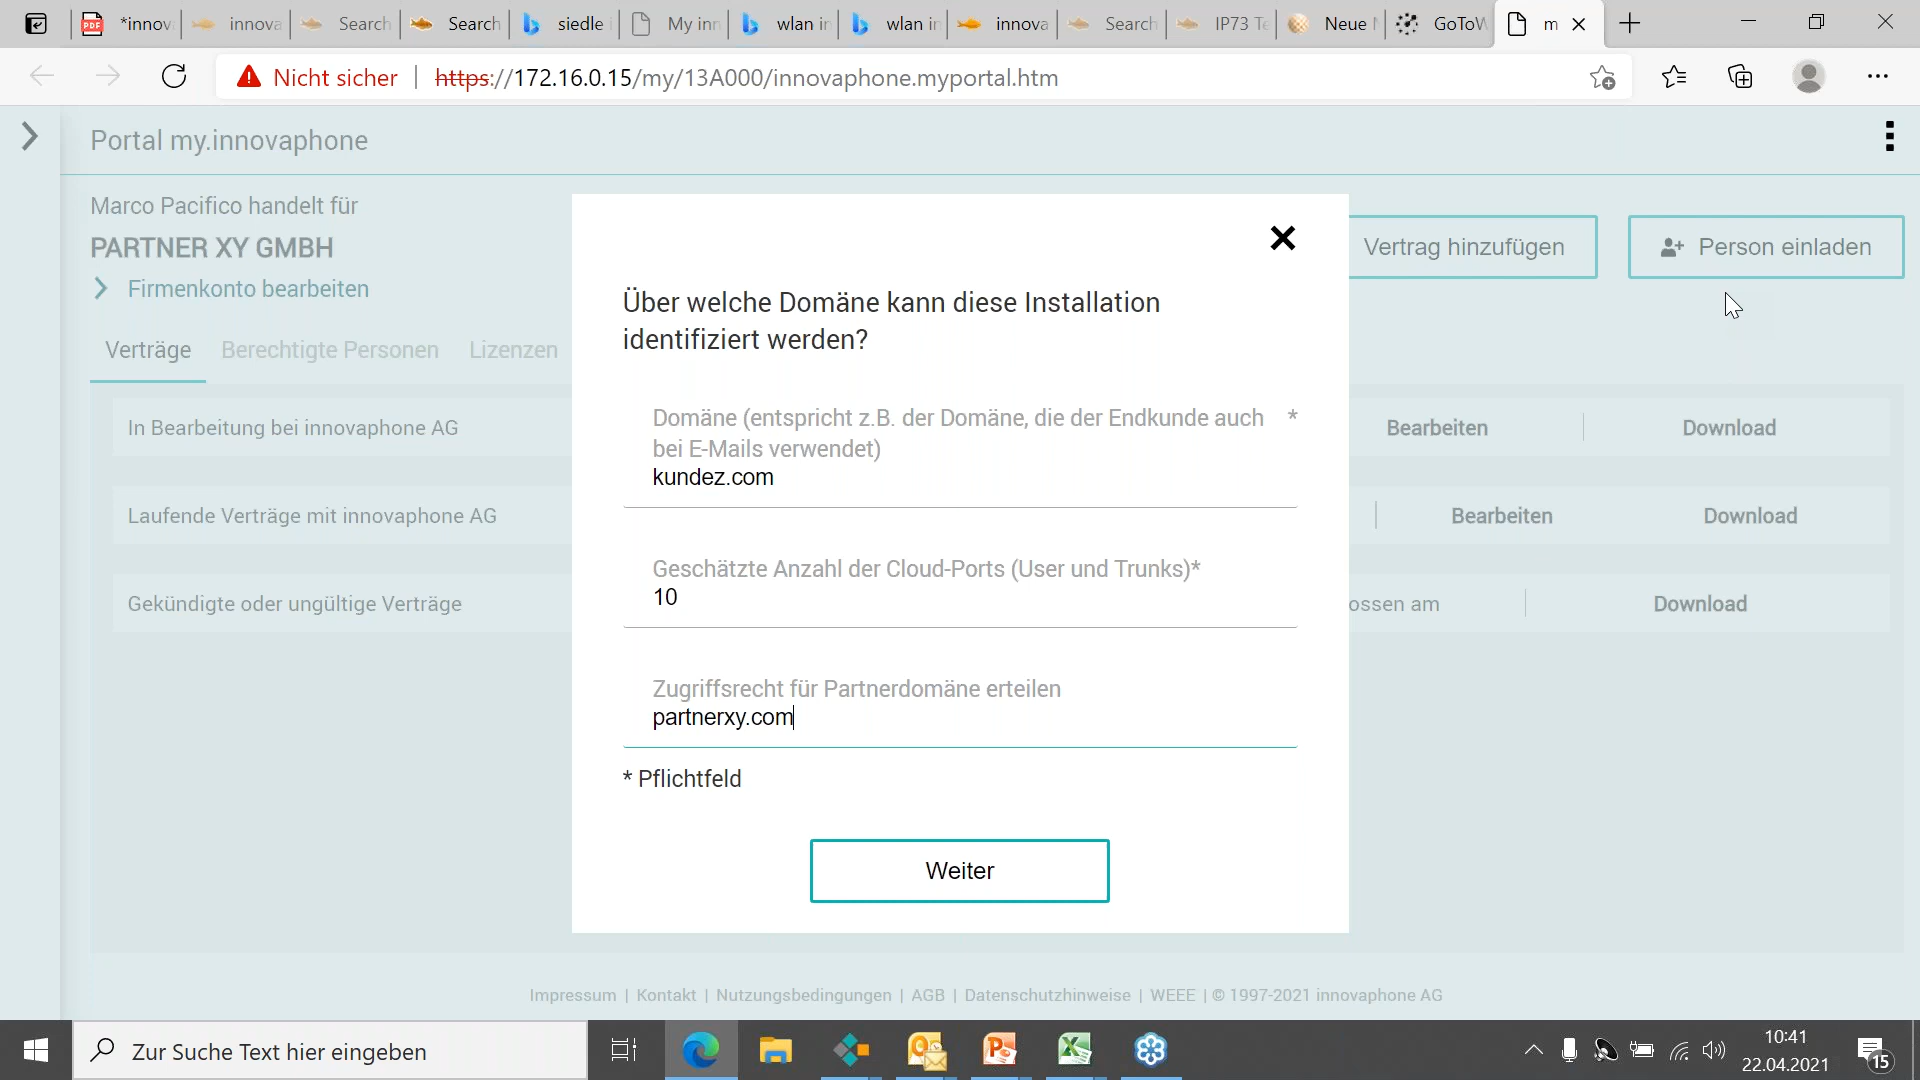 *innov
innova
Search
Search
siedle i
My inn
wlan in
wlan in
innova
Search
IP73 Te
Neue
GoToW
m
Nicht sicher | https://172.16.0.15/my/13A000/innovaphone.myportal.htm
Portal my.innovaphone
Marco Pacifico handelt für
PARTNER XY GMBH
Firmenkonto bearbeiten
Vertrag hinzufügen
Person einladen
Verträge
Berechtigte Personen
Lizenzen
In Bearbeitung bei innovaphone AG
Bearbeiten
Download
Laufende Verträge mit innovaphone AG
Bearbeiten
Download
Gekündigte oder ungültige Verträge
ossen am
Download
Über welche Domäne kann diese Installation
identifiziert werden?
Domäne (entspricht z.B. der Domäne, die der Endkunde auch *
bei E-Mails verwendet)
kundez.com
Geschätzte Anzahl der Cloud-Ports (User und Trunks)*
10
Zugriffsrecht für Partnerdomäne erteilen
partnerxy.com
* Pflichtfeld
Weiter
Impressum | Kontakt | Nutzungsbedingungen | AGB | Datenschutzhinweise | WEEE | © 1997-2021 innovaphone AG
Zur Suche Text hier eingeben
10:41
22.04.2021
15